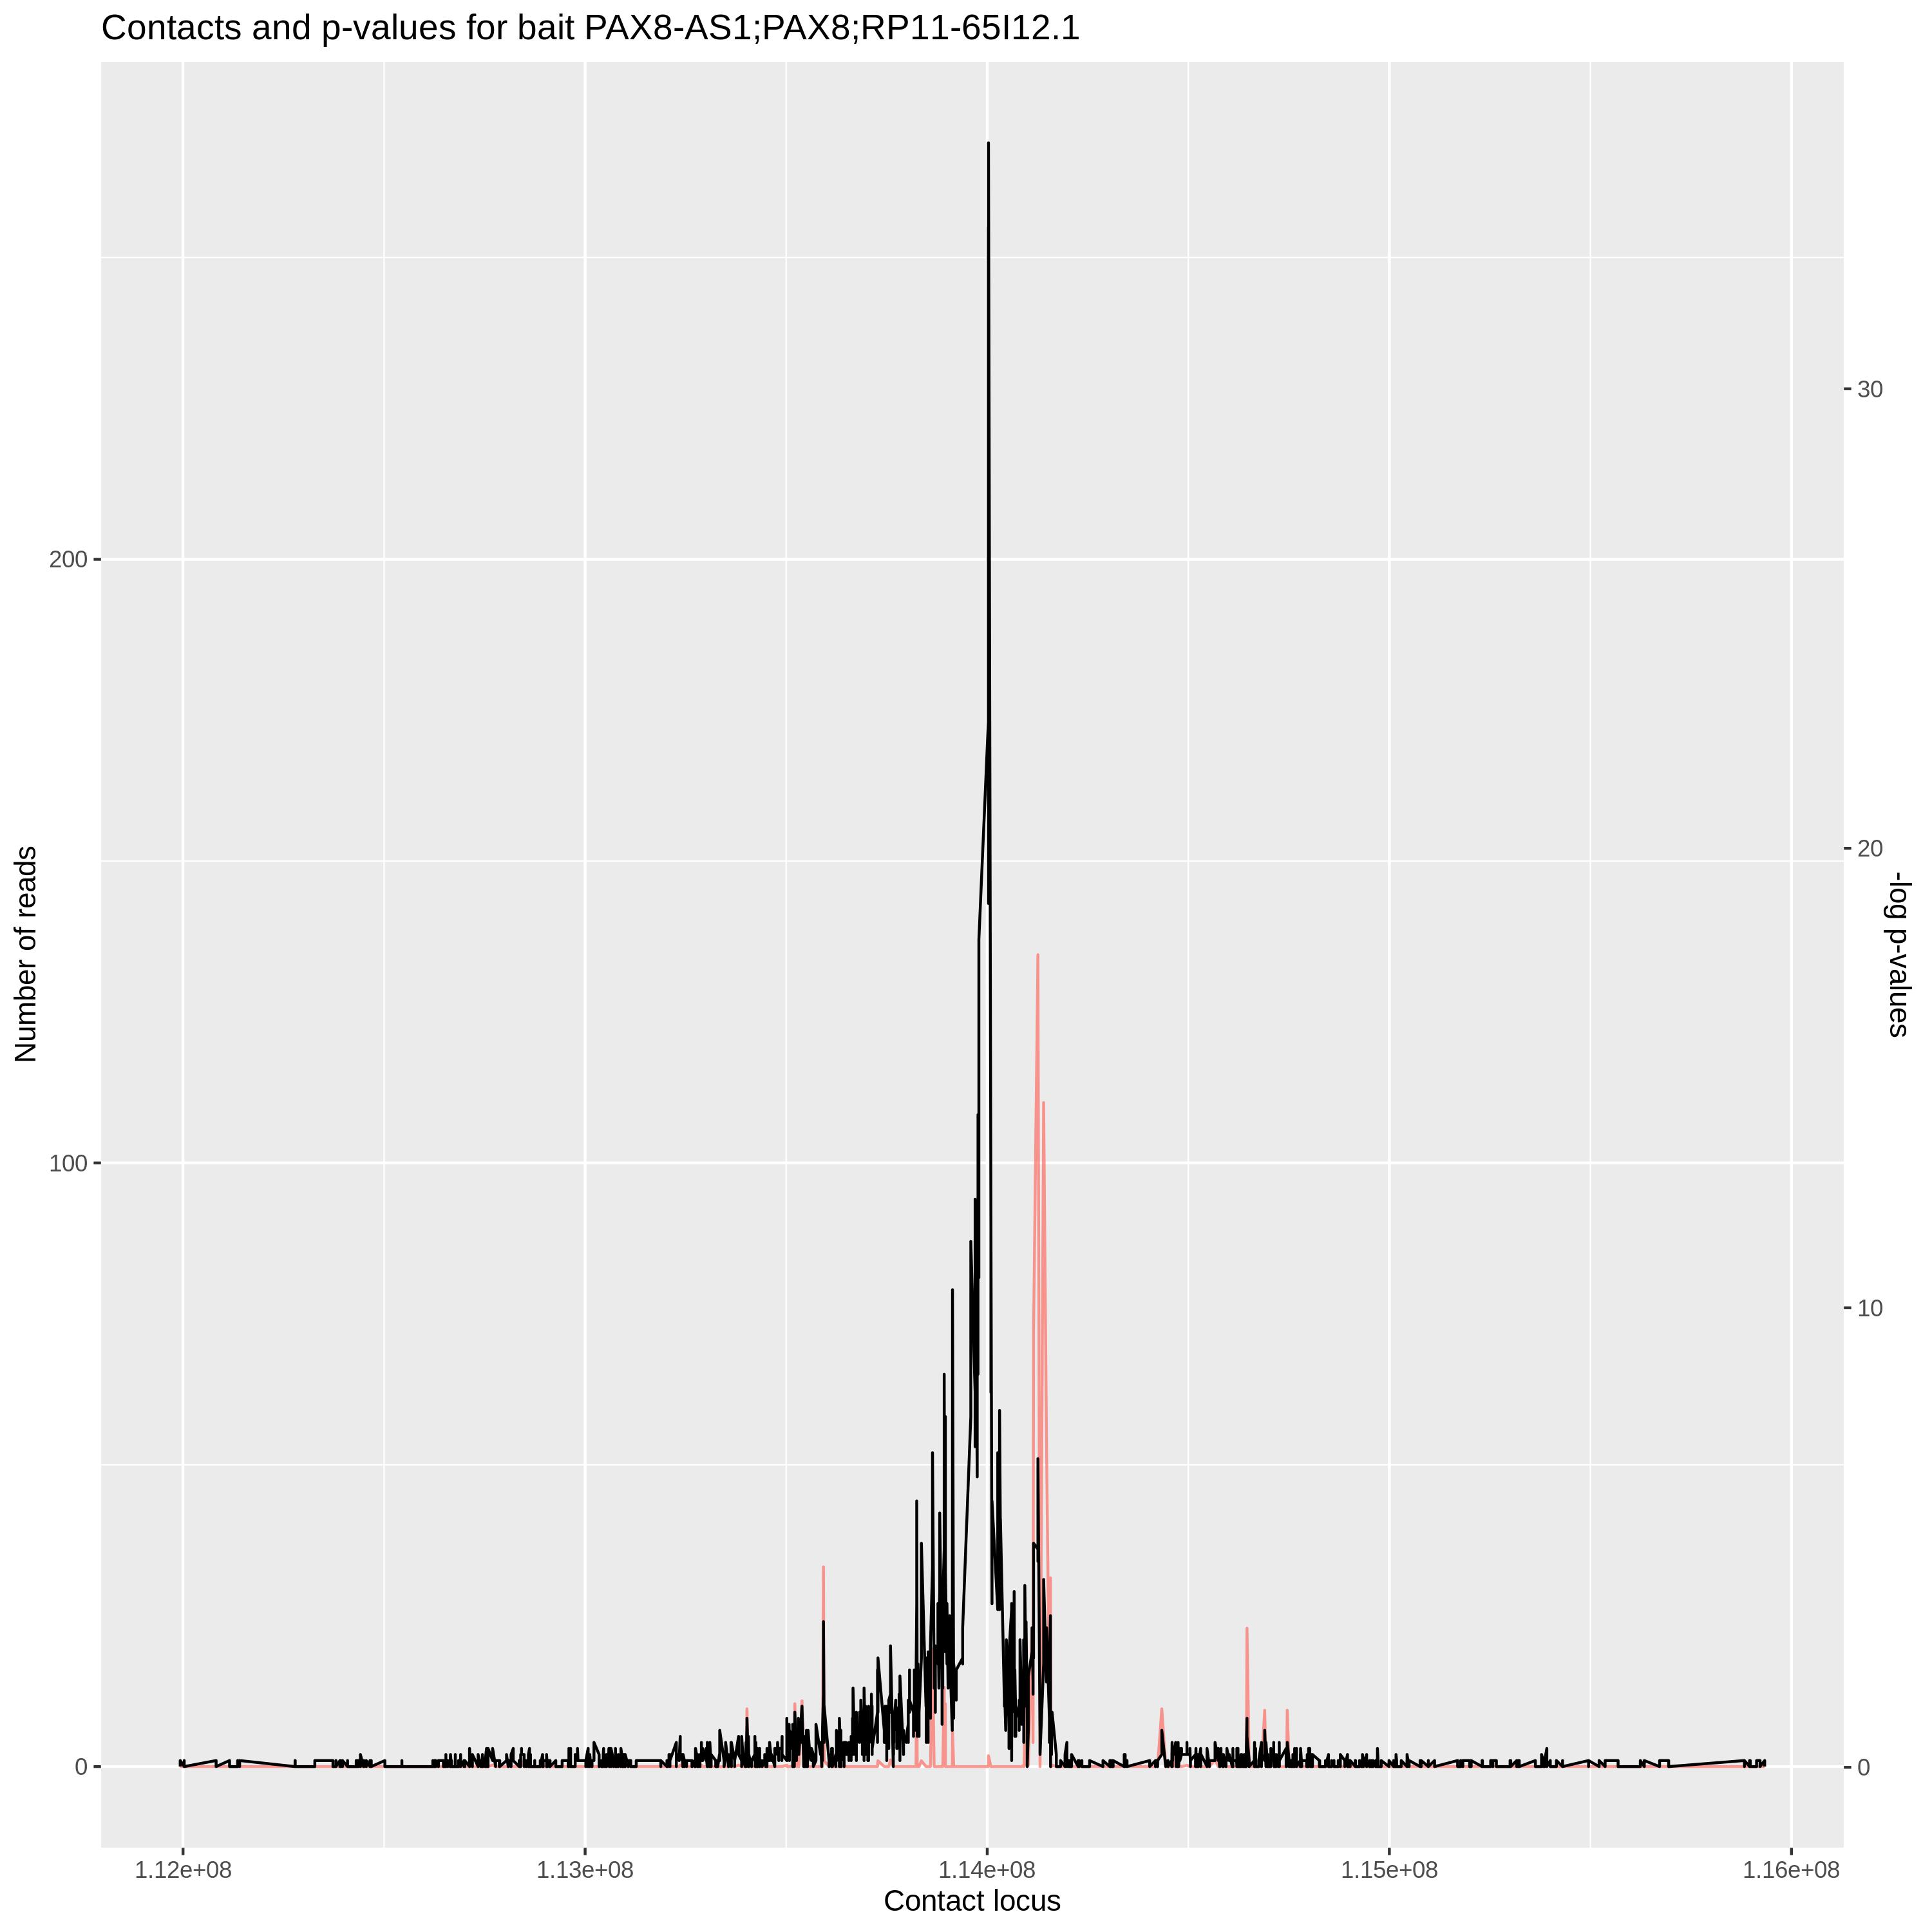 Contacts and p-values for bait PAX8-AS1;PAX8;RP11-65I12.1
30
200
20
Number of reads
-log p-values
10
100
0
0
1.12e+08 1.13e+08 1.14e+08 1.15e+08 1.16e+08
Contact locus